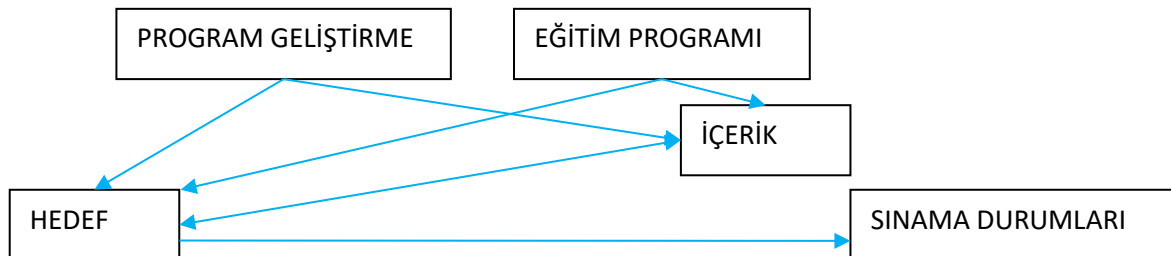 PROGRAM GELİŞTİRME
EĞİTİM PROGRAMI
İÇERİK
HEDEF
SINAMA DURUMLARI